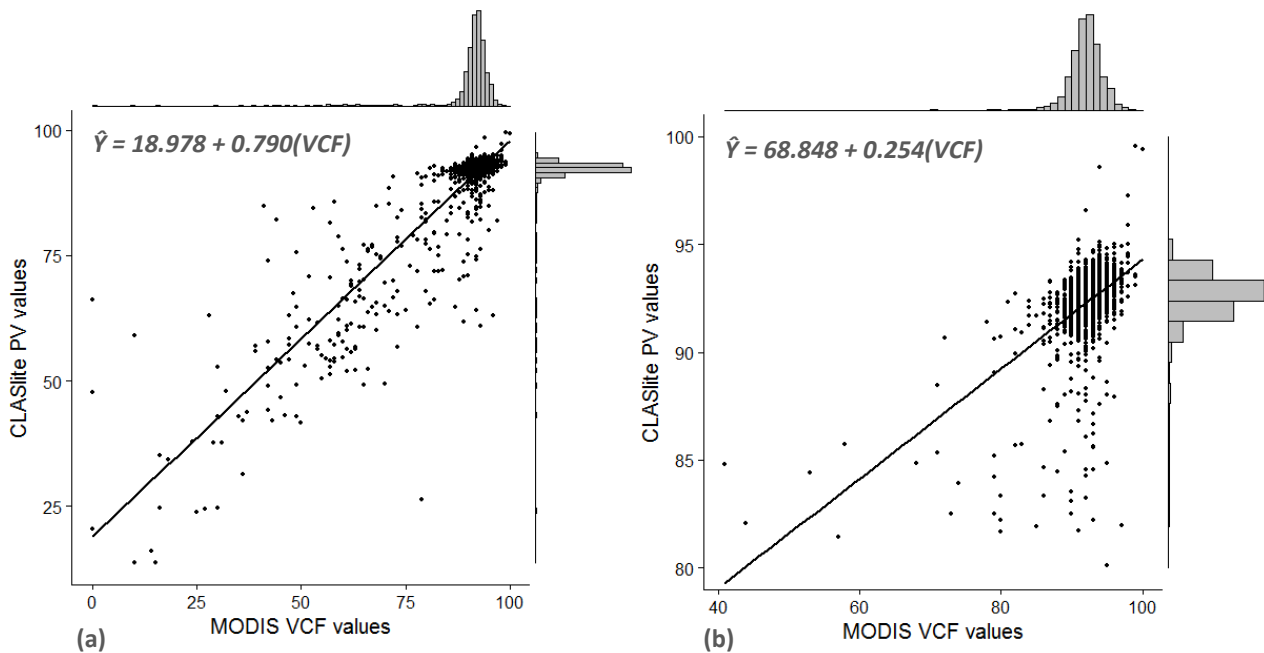 Ŷ = 18.978 + 0.790(VCF)
100
75
50
25
CLASlite PV values
0 25 50 75 100
MODIS VCF values
(a)
Ŷ = 68.848 + 0.254(VCF)
100
95
90
85
80
CLASlite PV values
40 60 80 100
MODIS VCF values
(b)